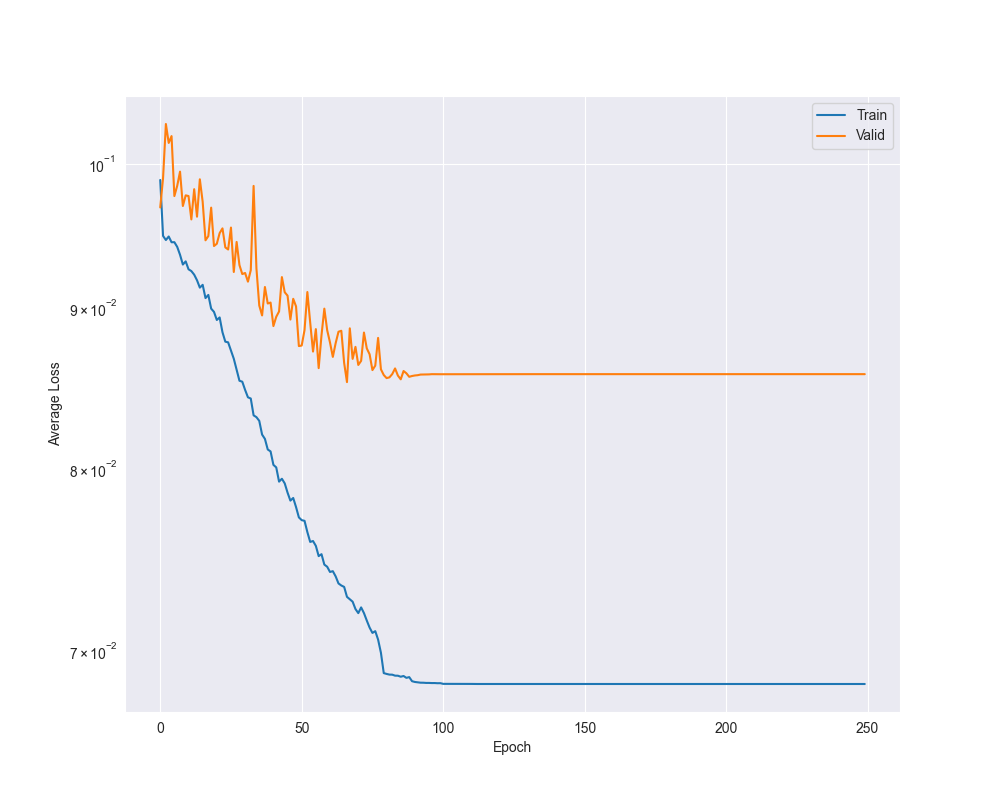 Train
Valid
10⁻¹
9 × 10⁻²
8 × 10⁻²
7 × 10⁻²
Average Loss
0 50 100 150 200 250
Epoch